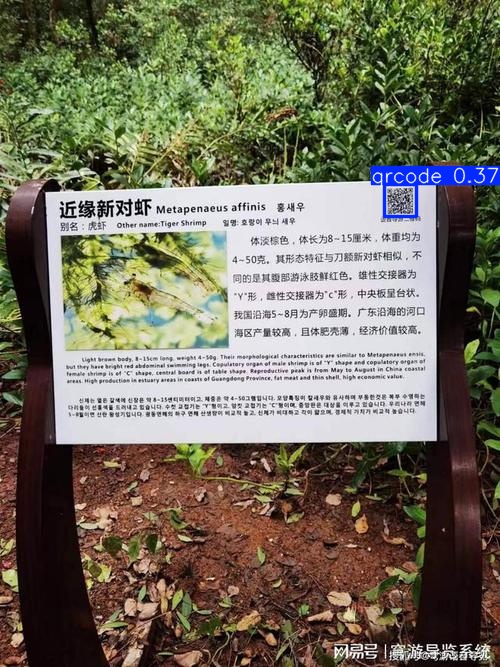 qrcode 0.37
近缘新对虾 Metapenaeus affinis 홍새우
别名：虎虾 Other name:Tiger Shrimp 일명: 호랑이 무늬 새우
体淡棕色，体长为8~15厘米，体重均为
4~50克。其形态特征与刀额新对虾相似，不
同的是其腹部游泳肢鲜红色。雄性交接器为
"Y"形，雌性交接器为"c"形，中央板呈台状。
我国沿海5~8月为产卵盛期。广东沿海的河口
海区产量较高，且体肥壳薄，经济价值较高。
Light brown body, 8~15cm long, weight 4~50g. Their morphological characteristics are similar to Metapenaeus ensis,
but they have bright red abdominal swimming legs. Copulatory organ of male shrimp is of "Y" shape and copulatory organ of
female shrimp is of "C" shape, central board is of table shape. Reproductive peak is from May to August in China coastal
areas. High production in estuary areas in coasts of Guangdong Province, fat meat and thin shell, high economic value.
网易号 | 赛游导览系统